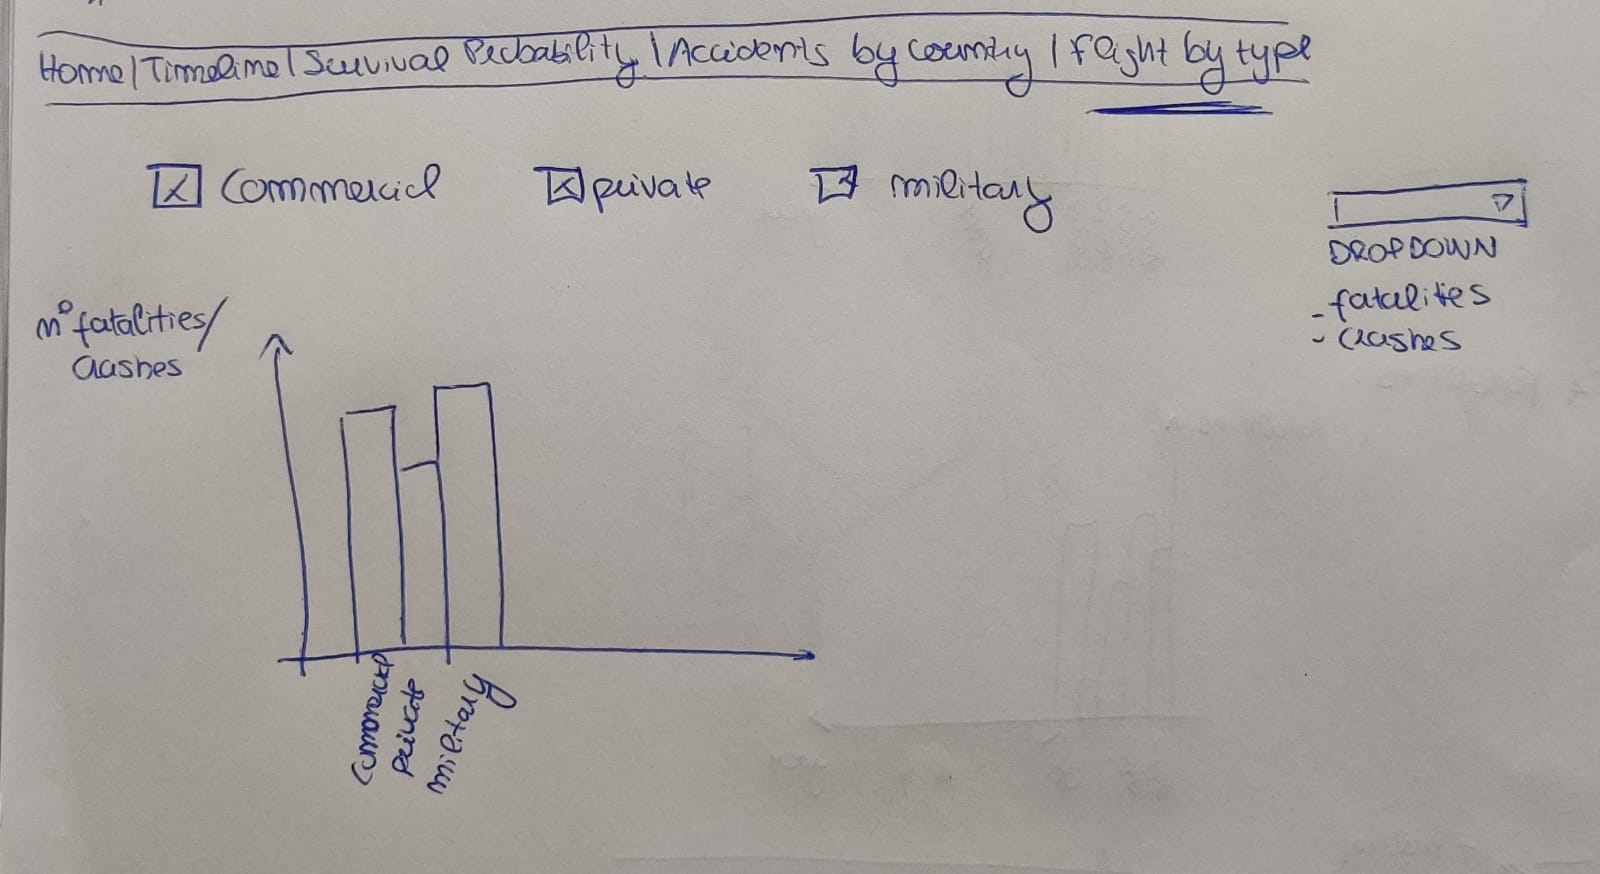 Home | Timeline | Survival Probability | Accidents by country | flight by type
Commercial private military
DROPDOWN
- fatalities
- crashes
n° fatalities/
crashes
Commercial
private
military